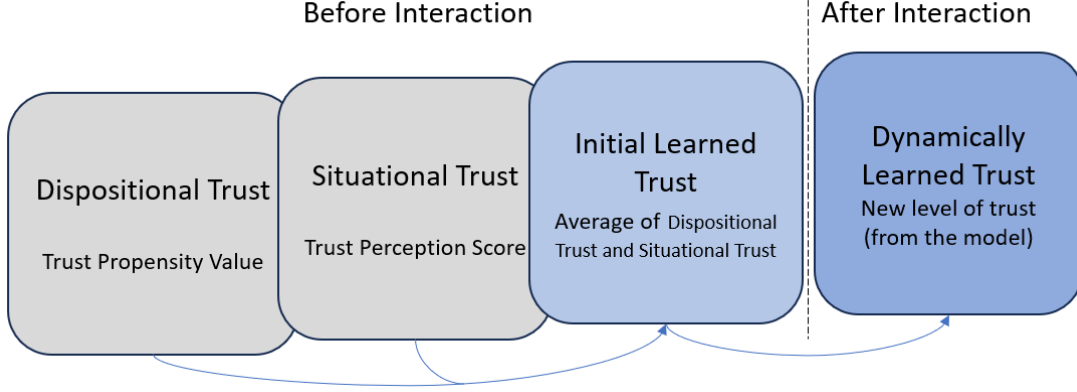 Before Interaction
After Interaction
Dispositional Trust
Trust Propensity Value
Situational Trust
Trust Perception Score
Initial Learned
Trust
Average of Dispositional
Trust and Situational Trust
Dynamically
Learned Trust
New level of trust
(from the model)